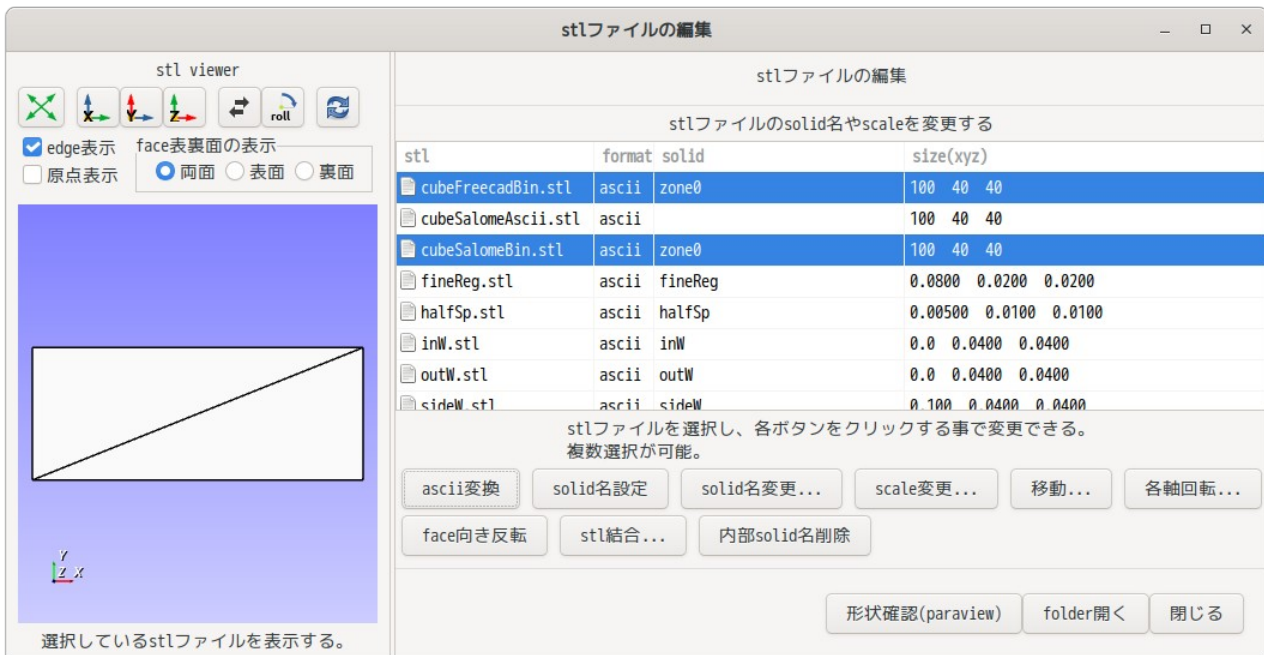 stlファイルの編集
stl viewer
X Y Z roll
edge表示
原点表示
face表裏面の表示
両面 表面 裏面
Y
Z X
選択しているstlファイルを表示する。
stlファイルの編集
stlファイルのsolid名やscaleを変更する
stl format solid size(xyz)
cubeFreecadBin.stl ascii zone0 100 40 40
cubeSalomeAscii.stl ascii 100 40 40
cubeSalomeBin.stl ascii zone0 100 40 40
fineReg.stl ascii fineReg 0.0800 0.0200 0.0200
halfSp.stl ascii halfSp 0.00500 0.0100 0.0100
inW.stl ascii inW 0.0 0.0400 0.0400
outW.stl ascii outW 0.0 0.0400 0.0400
sideW.stl ascii sideW 0.100 0.0400 0.0400
stlファイルを選択し、各ボタンをクリックする事で変更できる。
複数選択が可能。
ascii変換 solid名設定 solid名変更... scale変更... 移動... 各軸回転...
face向き反転 stl結合... 内部solid名削除
形状確認(paraview) folder開く 閉じる